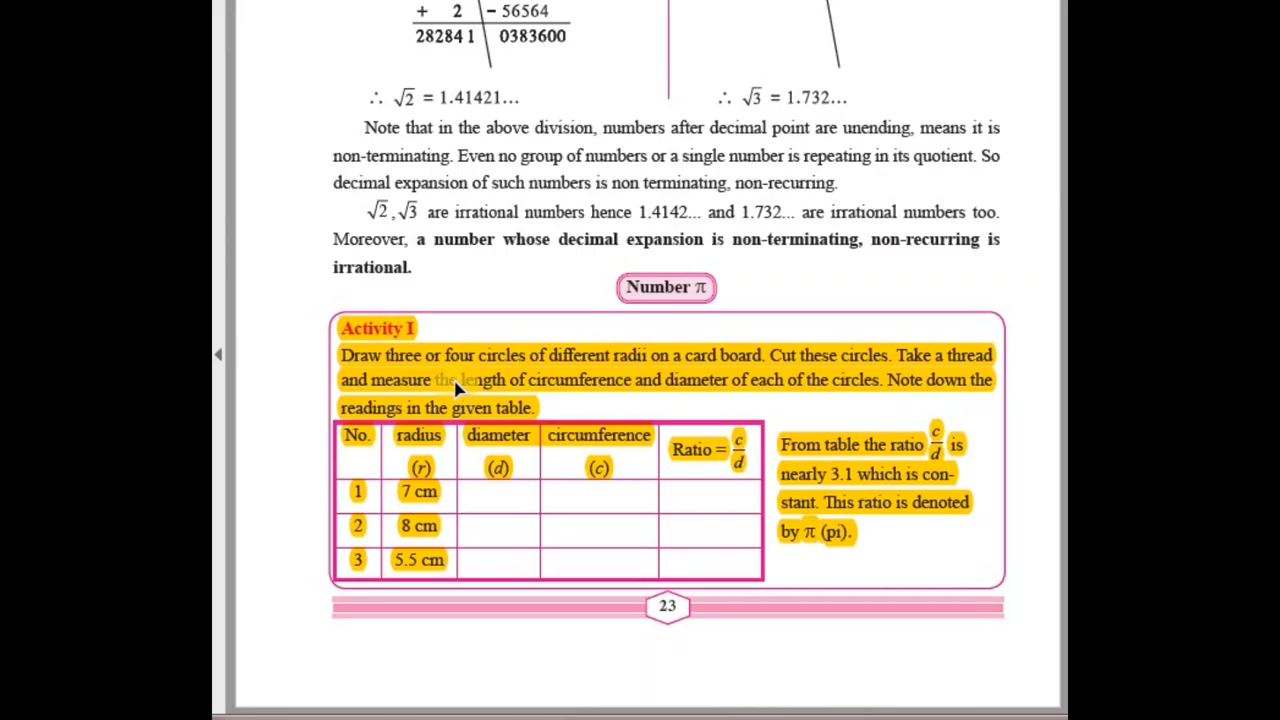 + 2 – 56564
282841 0383600
∴ √2 = 1.41421...
∴ √3 = 1.732...
Note that in the above division, numbers after decimal point are unending, means it is
non-terminating. Even no group of numbers or a single number is repeating in its quotient. So
decimal expansion of such numbers is non terminating, non-recurring.
√2, √3 are irrational numbers hence 1.4142... and 1.732... are irrational numbers too.
Moreover, a number whose decimal expansion is non-terminating, non-recurring is
irrational.
Number π
Activity I
Draw three or four circles of different radii on a card board. Cut these circles. Take a thread
and measure the length of circumference and diameter of each of the circles. Note down the
readings in the given table.
No. radius (r) diameter (d) circumference (c) Ratio = c/d
1 7 cm
2 8 cm
3 5.5 cm
From table the ratio c/d is
nearly 3.1 which is con-
stant. This ratio is denoted
by π (pi).
23